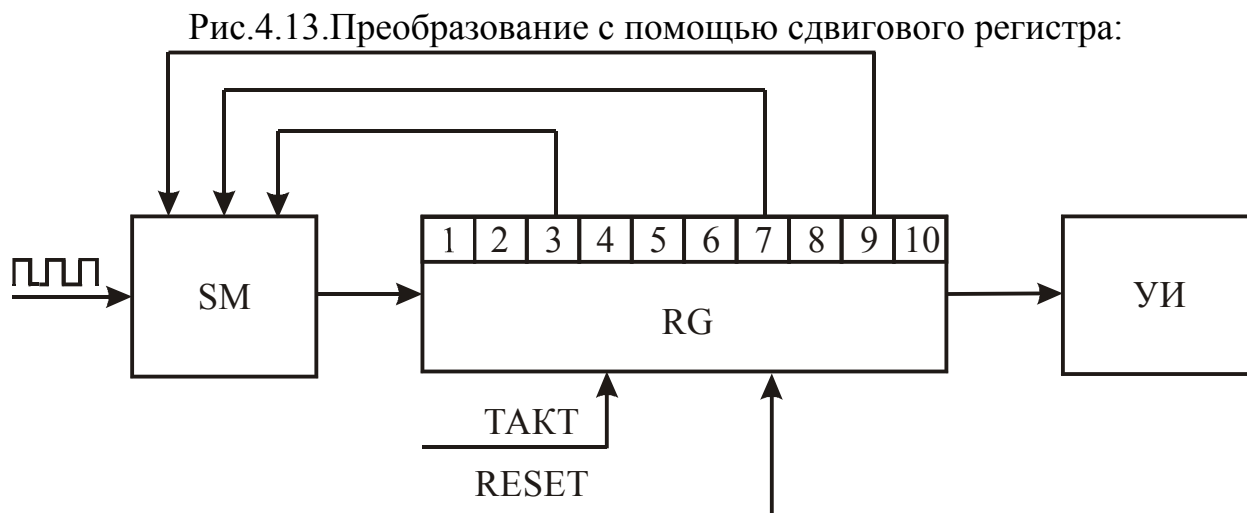 Рис.4.13.Преобразование с помощью сдвигового регистра:
1 2 3 4 5 6 7 8 9 10
SM
RG
УИ
ТАКТ
RESET